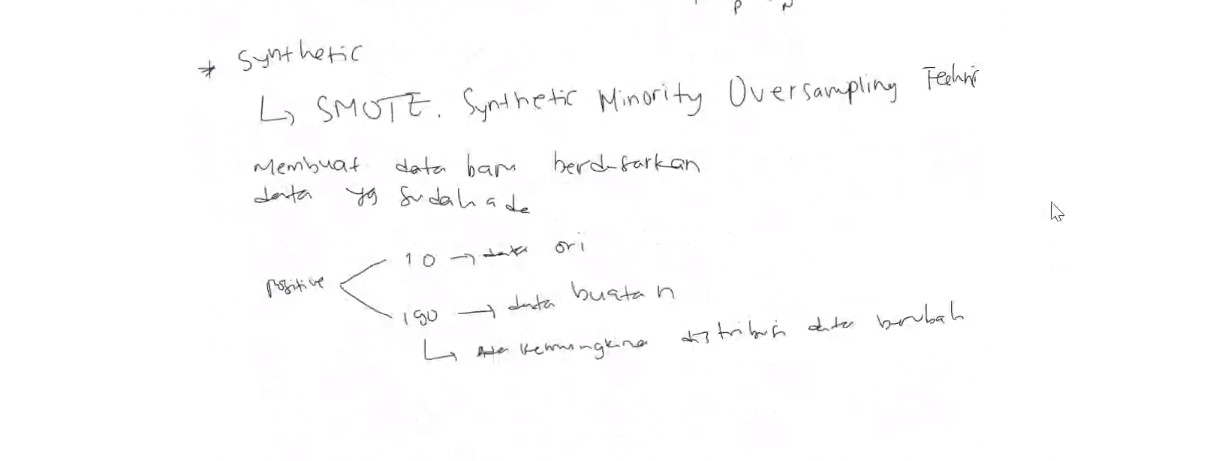 P N
* Synthetic
↳ SMOTE. Synthetic Minority Oversampling Technic
Membuat data baru berdasarkan
data yg sudah ada
positive
10 → data ori
190 → data buatan
↳ Ada kemungkinan distribusi data berubah